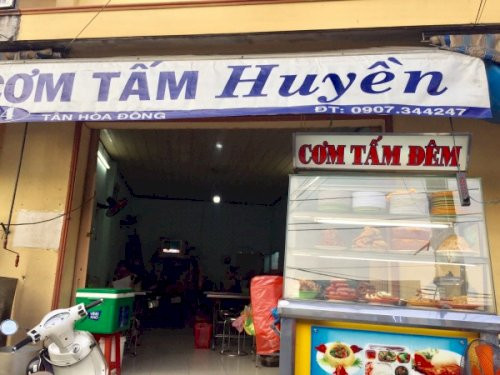 CƠM TẤM Huyền
TÂN HÒA ĐÔNG ĐT: 0907.344247
CƠM TẤM ĐÊM